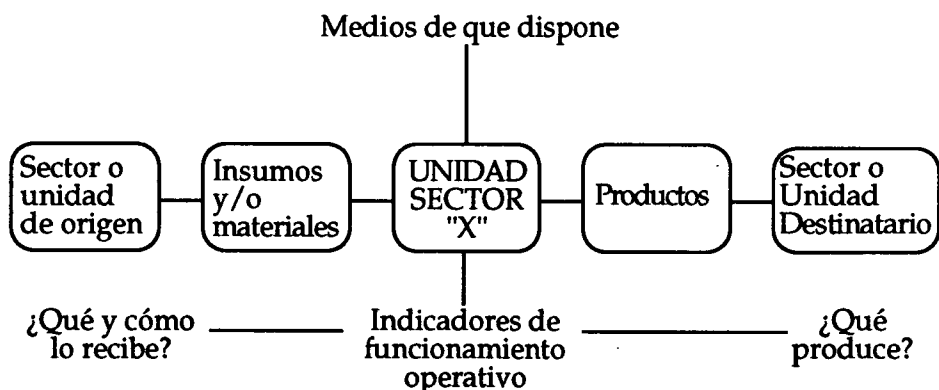 Medios de que dispone
Sector o
unidad
de origen
Insumos
y/o
materiales
UNIDAD
SECTOR
"X"
Productos
Sector o
Unidad
Destinatario
¿Qué y cómo
lo recibe?
Indicadores de
funcionamiento
operativo
¿Qué
produce?